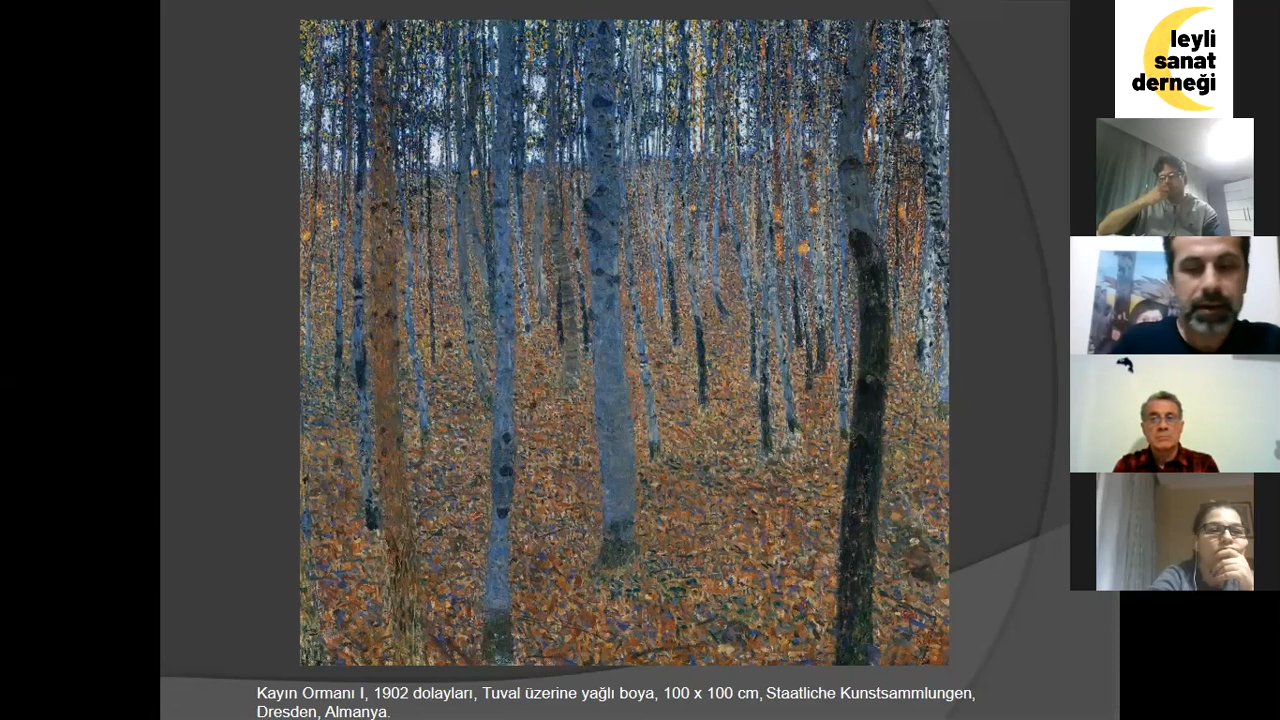 leyli
sanat
derneği
Kayın Ormanı I, 1902 dolayları, Tuval üzerine yağlı boya, 100 x 100 cm, Staatliche Kunstsammlungen,
Dresden, Almanya.